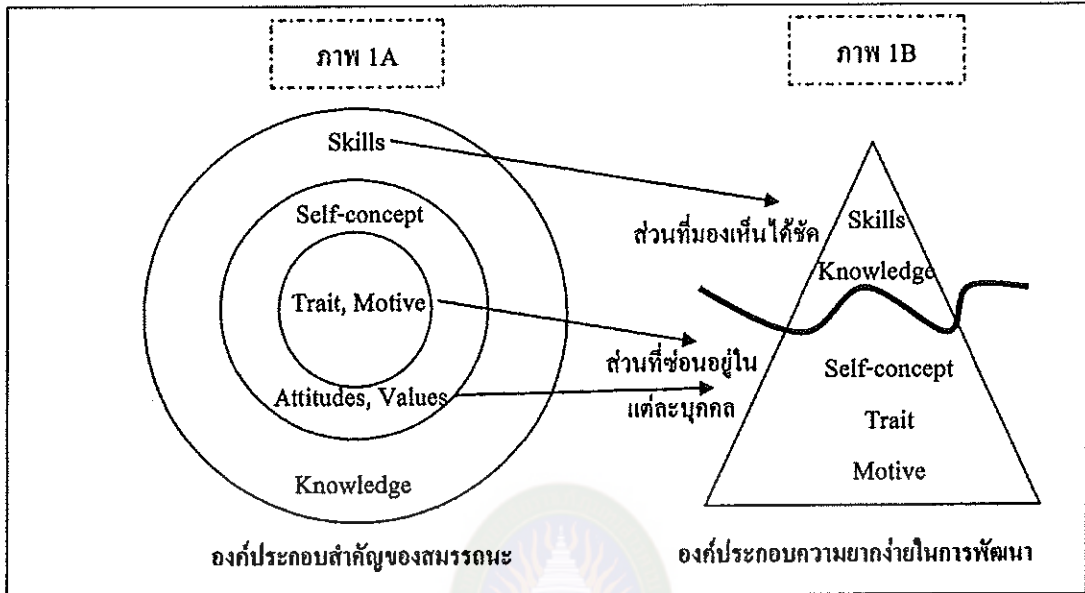 ภาพ 1A
Skills
Self-concept
Trait, Motive
Attitudes, Values
Knowledge
องค์ประกอบสำคัญของสมรรถนะ
ส่วนที่มองเห็นได้ชัด
ส่วนที่ซ่อนอยู่ใน
แต่ละบุคคล
ภาพ 1B
Skills
Knowledge
Self-concept
Trait
Motive
องค์ประกอบความยากง่ายในการพัฒนา